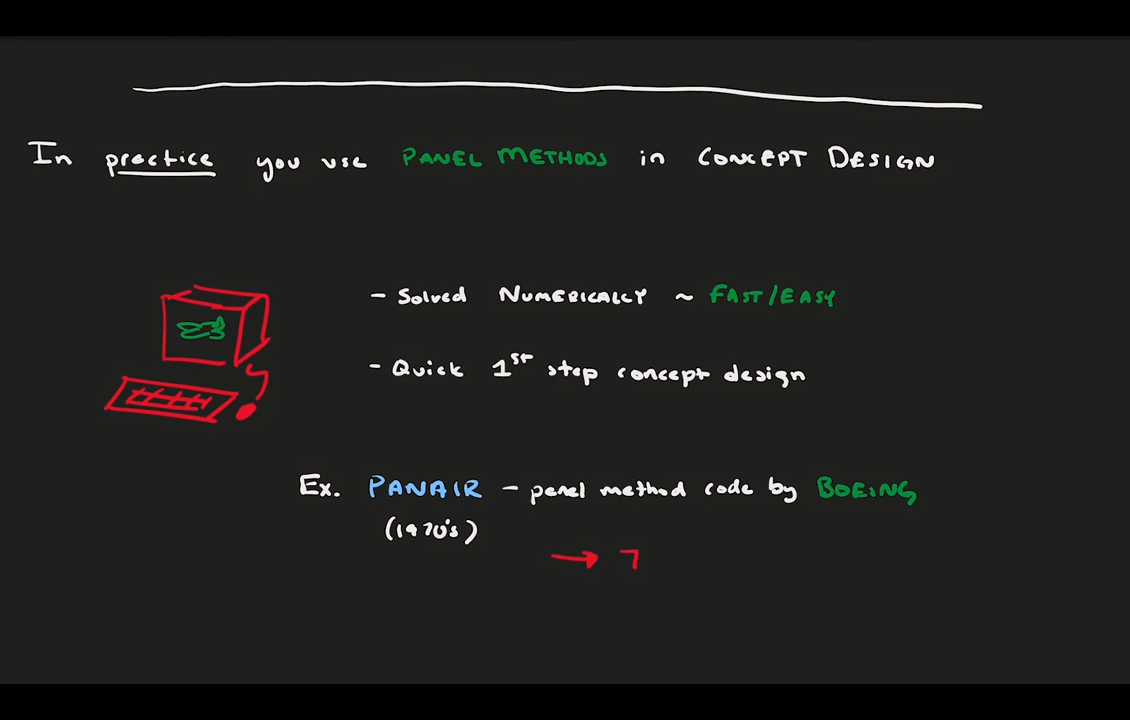 In practice you use PANEL METHODS in CONCEPT DESIGN
- Solved NUMERICALLY ~ FAST/EASY
- Quick 1st step concept design
Ex. PANAIR - panel method code by BOEING
(1970's)
→ 7